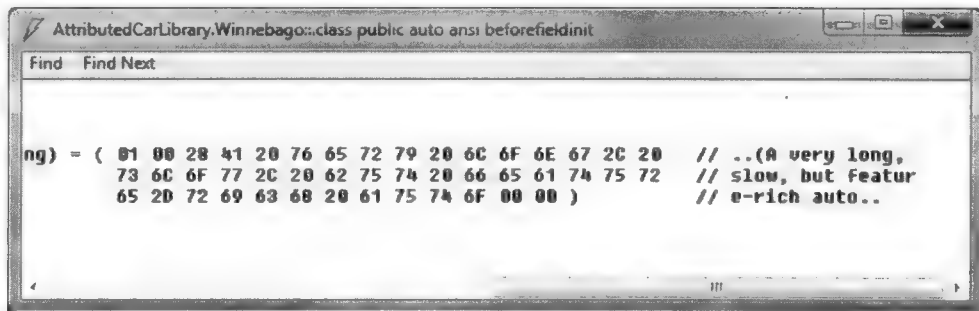 AttributedCarLibrary.Winnebago::.class public auto ansi beforefieldinit
Find Find Next
ng) = ( 01 00 28 41 20 76 65 72 79 20 6C 6F 6E 67 2C 20 // ..(A very long,
73 6C 6F 77 2C 20 62 75 74 20 66 65 61 74 75 72 // slow, but featur
65 2D 72 69 63 68 20 61 75 74 6F 00 00 ) // e-rich auto..